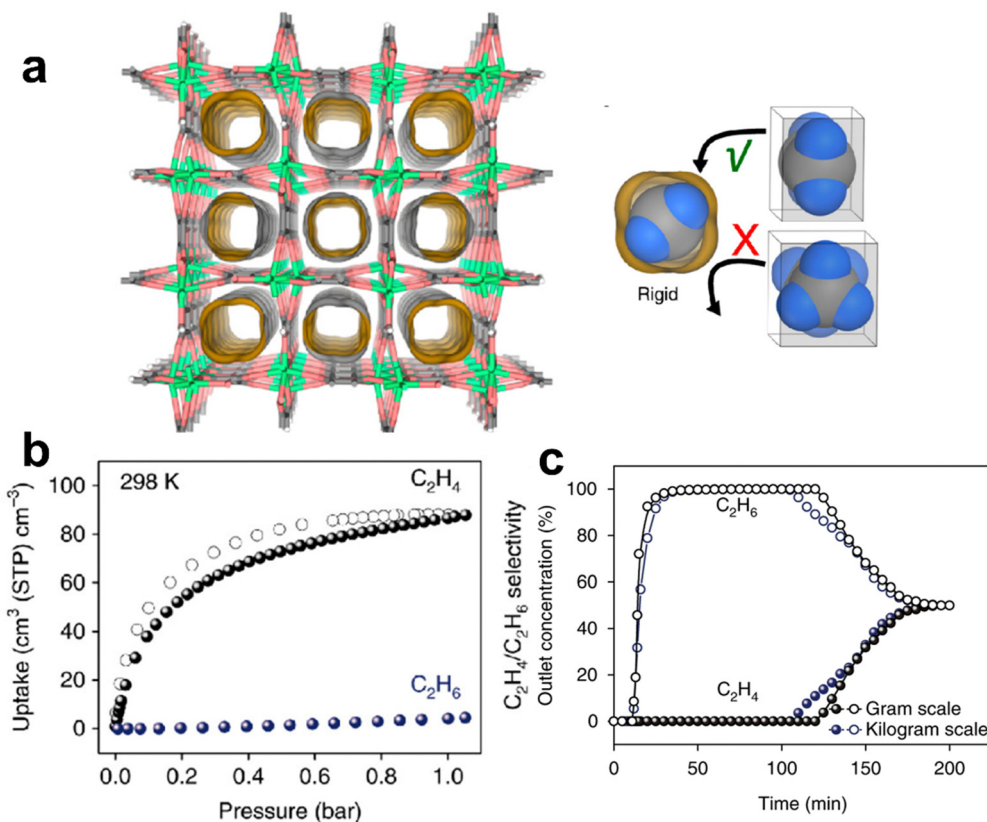 a
√
X
Rigid
b
298 K
C₂H₄
C₂H₆
100
80
60
40
20
0
Uptake (cm³ (STP) cm⁻³)
0.0 0.2 0.4 0.6 0.8 1.0
Pressure (bar)
c
C₂H₄/C₂H₆ selectivity
Outlet concentration (%)
100
80
60
40
20
0
C₂H₆
C₂H₄
Gram scale
Kilogram scale
0 50 100 150 200
Time (min)